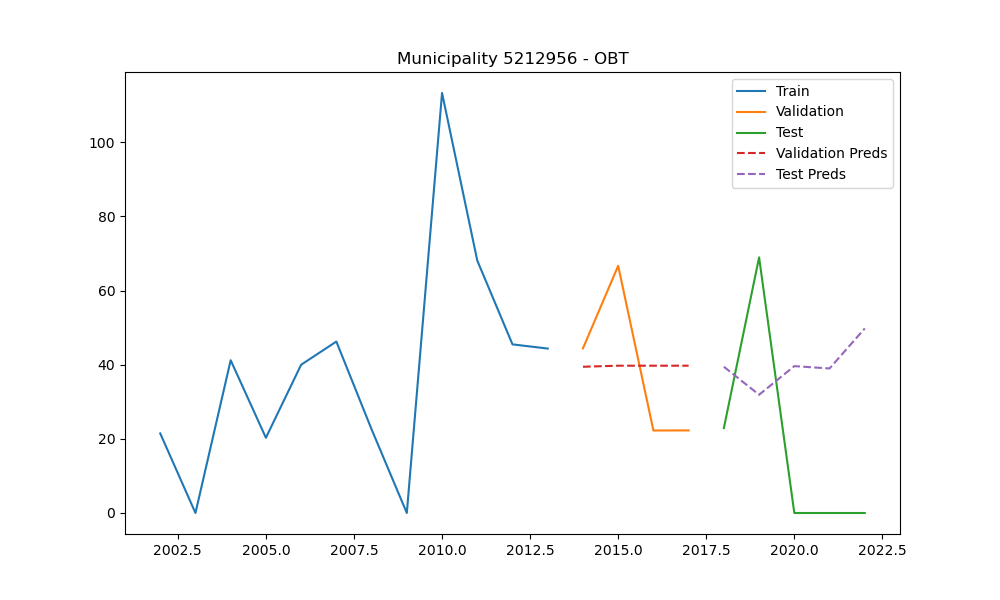 Municipality 5212956 - OBT
Train
Validation
Test
Validation Preds
Test Preds
100
80
60
40
20
0
2002.5 2005.0 2007.5 2010.0 2012.5 2015.0 2017.5 2020.0 2022.5